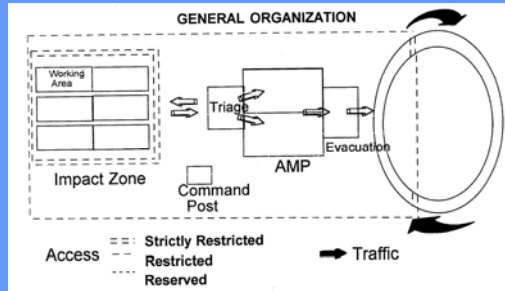 GENERAL ORGANIZATION
Working
Area
Triage
Evacuation
AMP
Impact Zone
Command
Post
Access
Strictly Restricted
Restricted
Reserved
Traffic